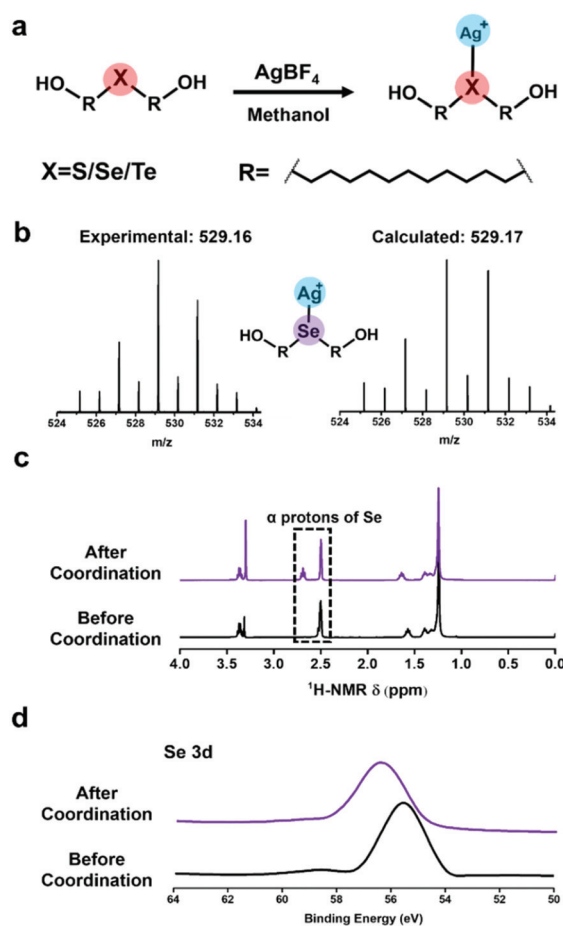 a
HO
X
OH
R
R
AgBF₄
Methanol
Ag⁺
HO
X
OH
R
R
X=S/Se/Te
R=
b
Experimental: 529.16
Calculated: 529.17
Ag⁺
Se
HO
OH
R
R
524 526 528 530 532 534
m/z
524 526 528 530 532 534
m/z
c
α protons of Se
After
Coordination
Before
Coordination
4.0 3.5 3.0 2.5 2.0 1.5 1.0 0.0
¹H-NMR δ (ppm)
d
Se 3d
After
Coordination
Before
Coordination
64 62 60 58 56 54 52 50
Binding Energy (eV)